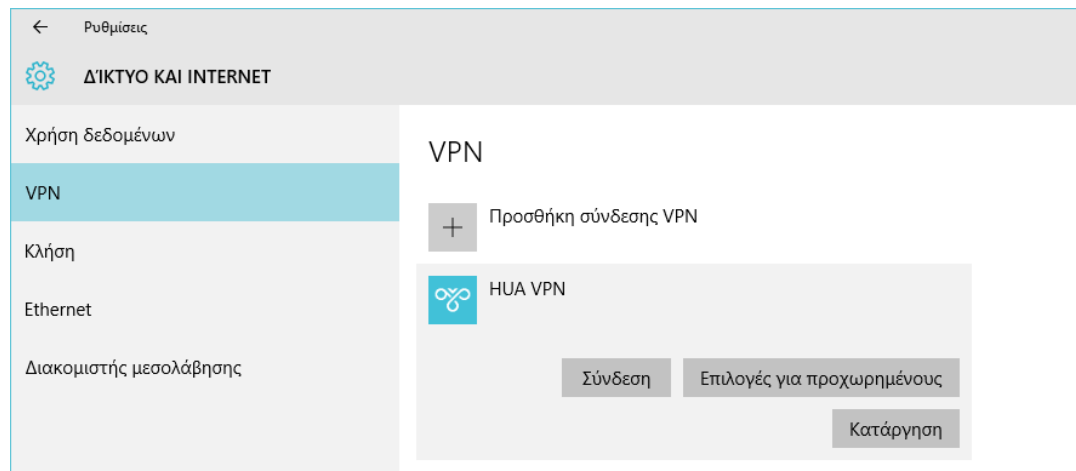 Ρυθμίσεις
ΔΊΚΤΥΟ ΚΑΙ INTERNET
Χρήση δεδομένων
VPN
Κλήση
Ethernet
Διακομιστής μεσολάβησης
VPN
Προσθήκη σύνδεσης VPN
HUA VPN
Σύνδεση
Επιλογές για προχωρημένους
Κατάργηση